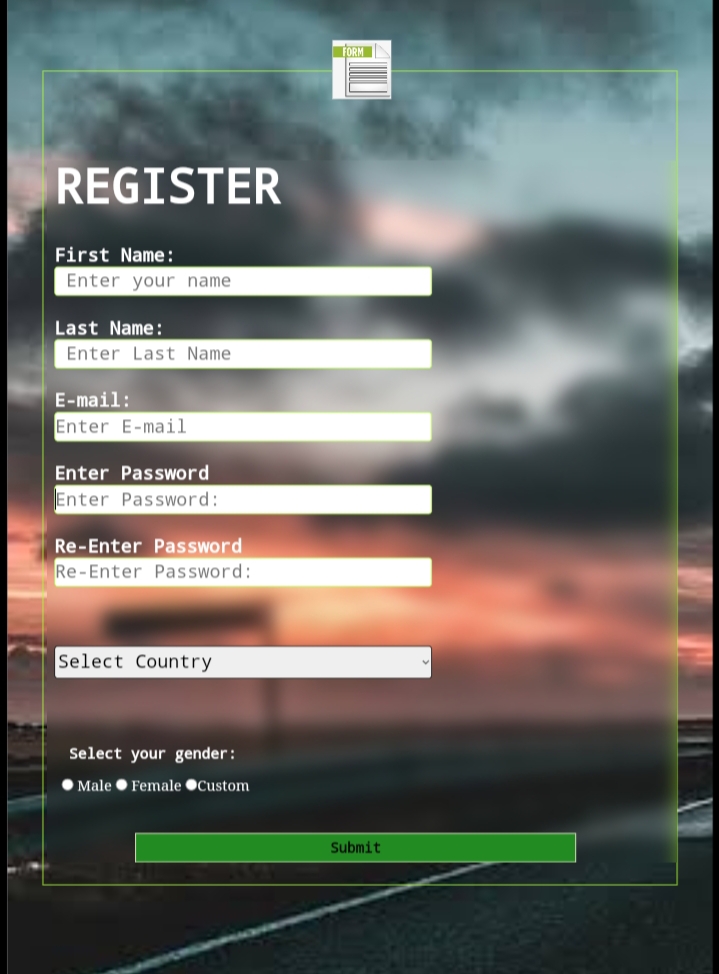 FORM
REGISTER
First Name:
Enter your name
Last Name:
Enter Last Name
E-mail:
Enter E-mail
Enter Password
Enter Password:
Re-Enter Password
Re-Enter Password:
Select Country
Select your gender:
Male Female Custom
Submit